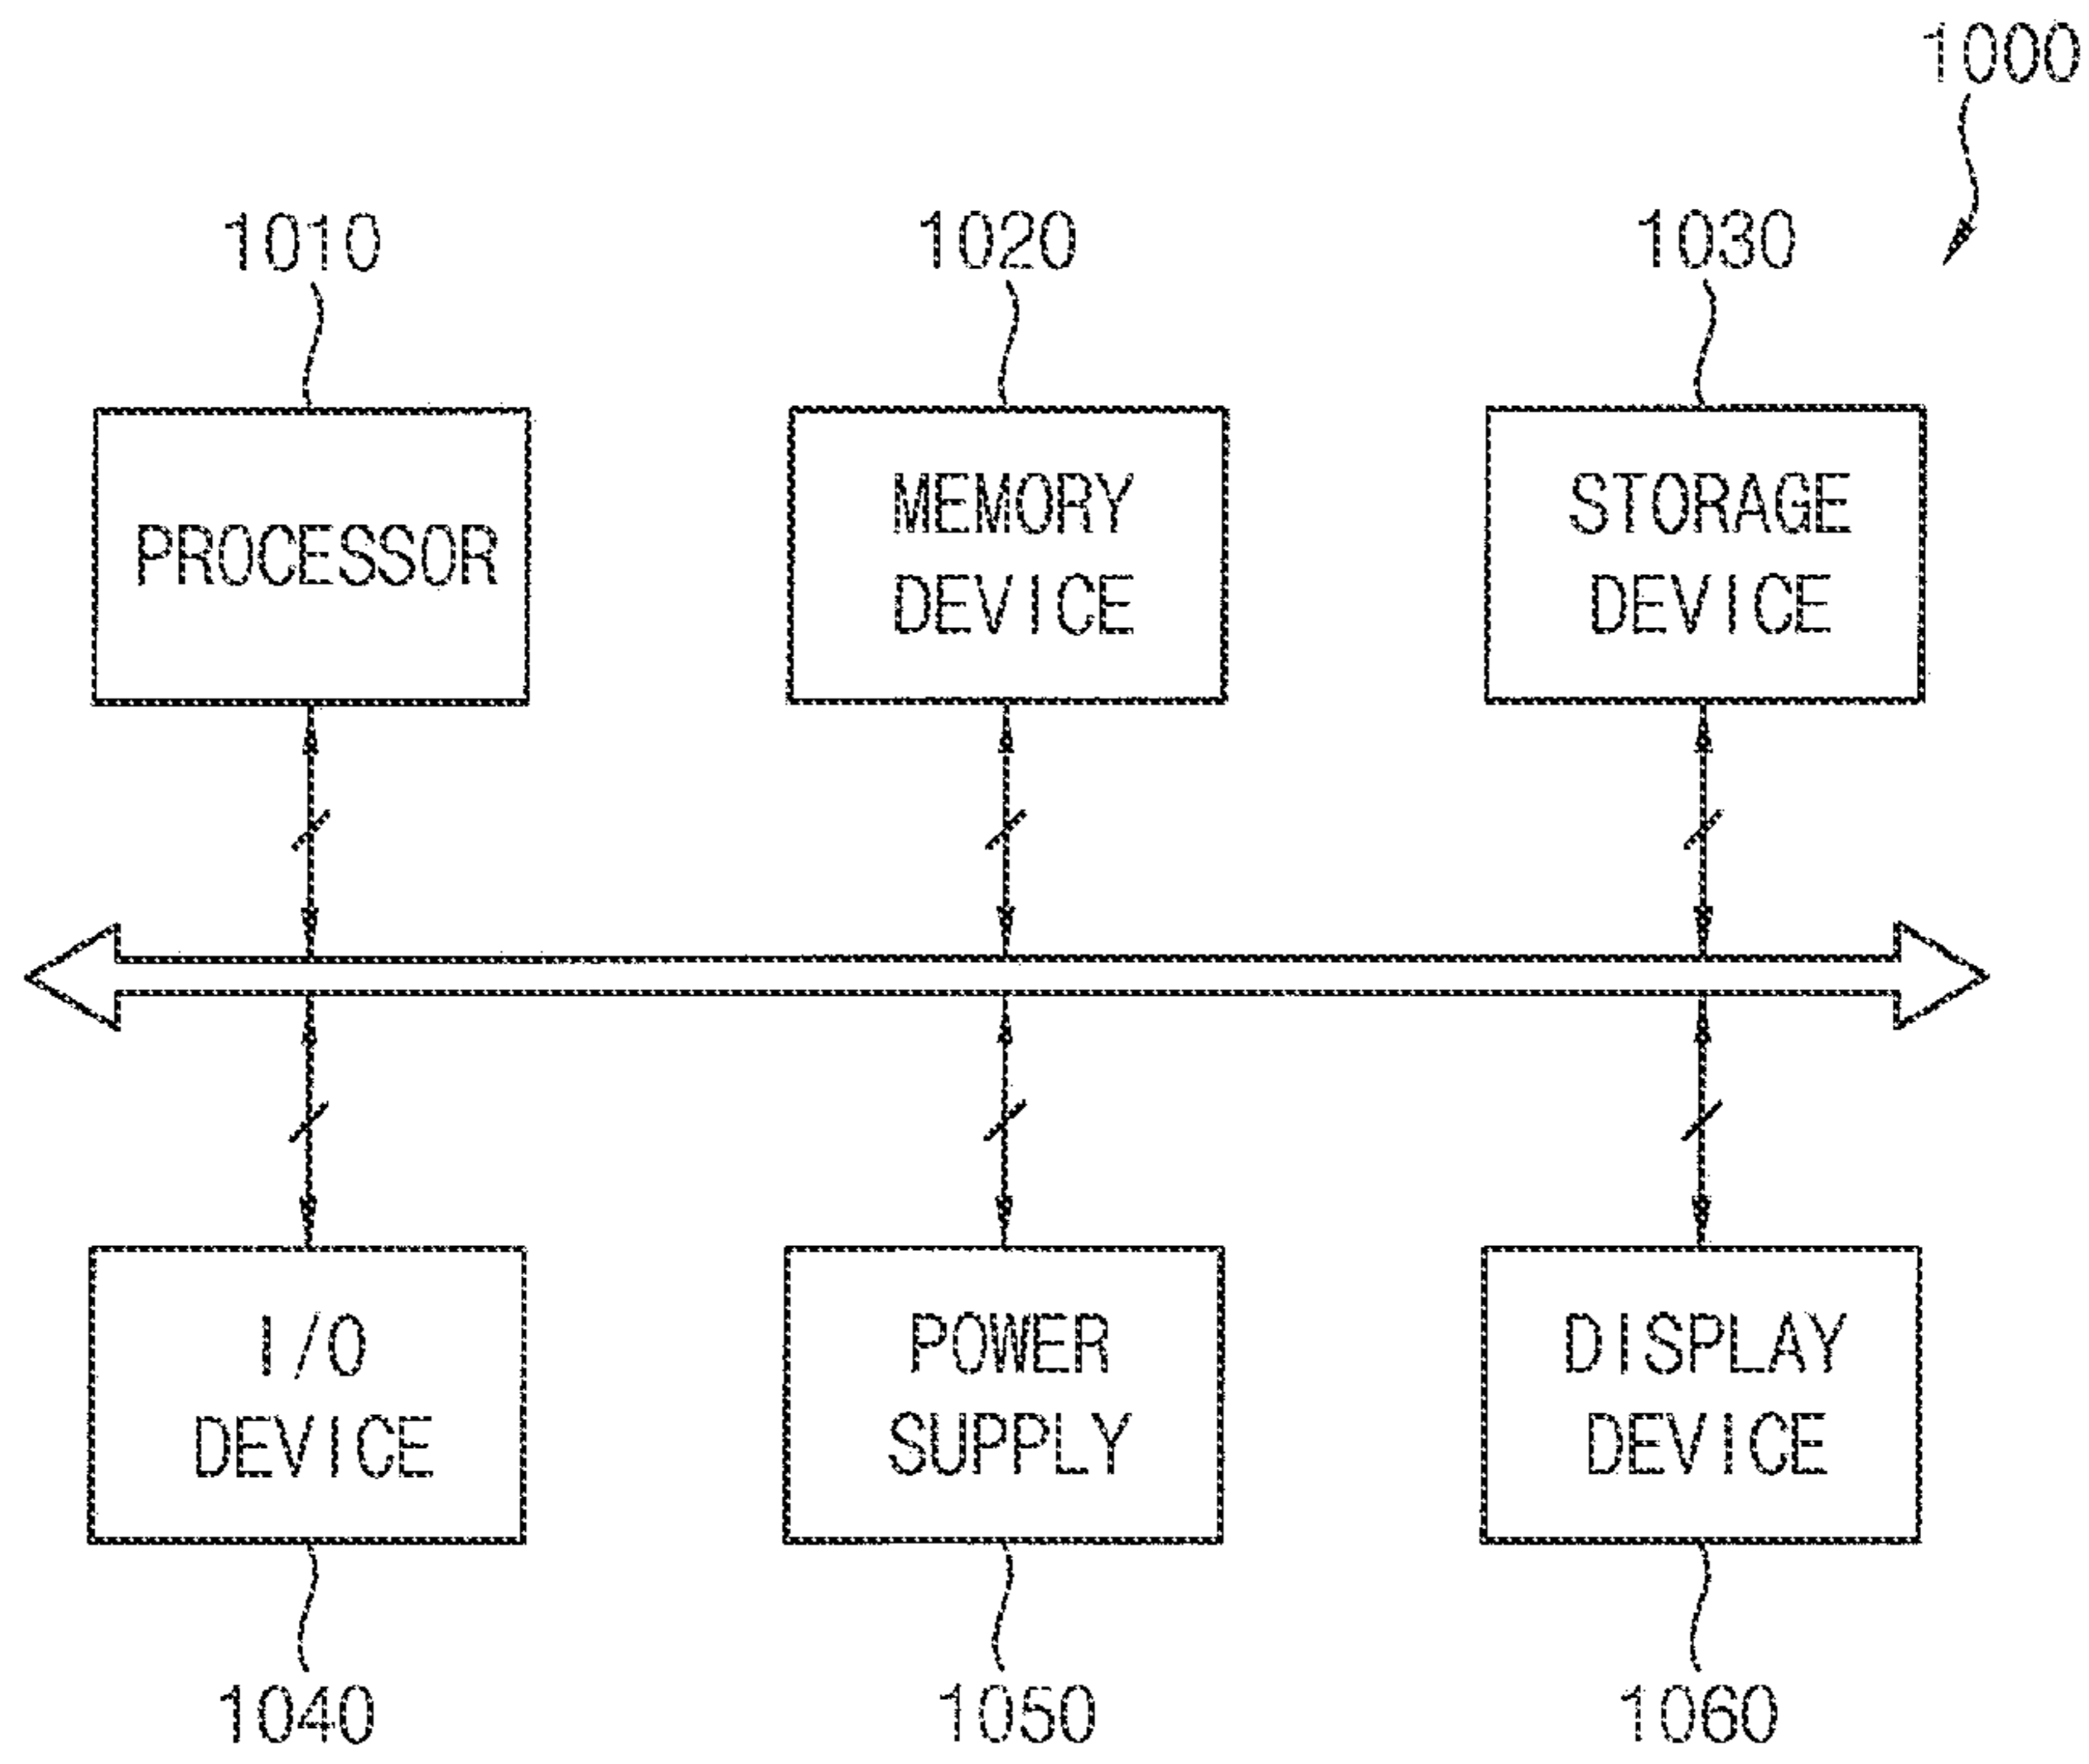 1000
1010
1020
1030
PROCESSOR
MEMORY
DEVICE
STORAGE
DEVICE
I/O
DEVICE
POWER
SUPPLY
DISPLAY
DEVICE
1040
1050
1060